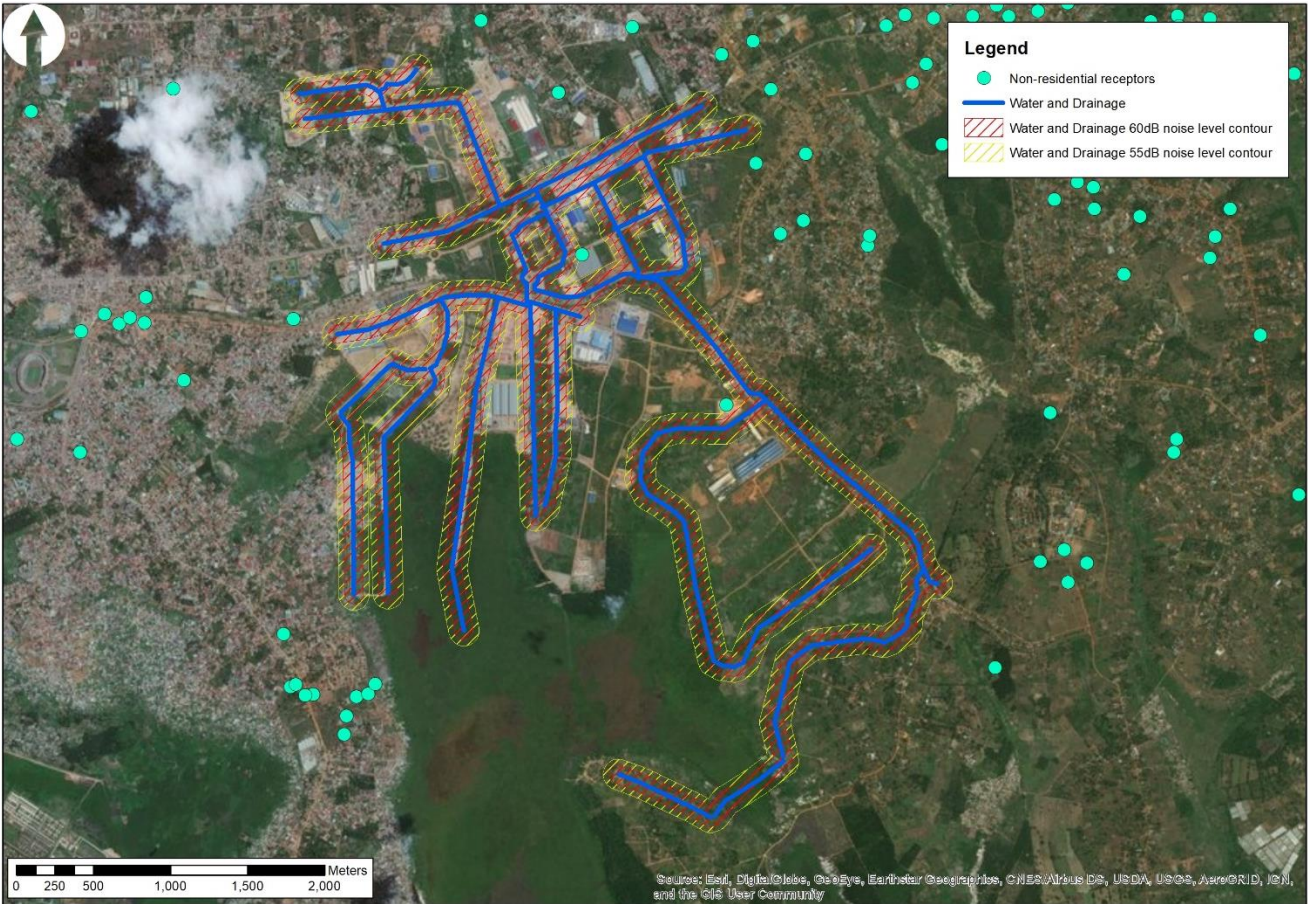 Legend
Non-residential receptors
Water and Drainage
Water and Drainage 60dB noise level contour
Water and Drainage 55dB noise level contour
Meters
0 250 500 1,000 1,500 2,000
Source: Esri, DigitalGlobe, GeoEye, Earthstar Geographics, CNES/Airbus DS, USDA, USGS, AeroGRID, IGN,
and the GIS User Community